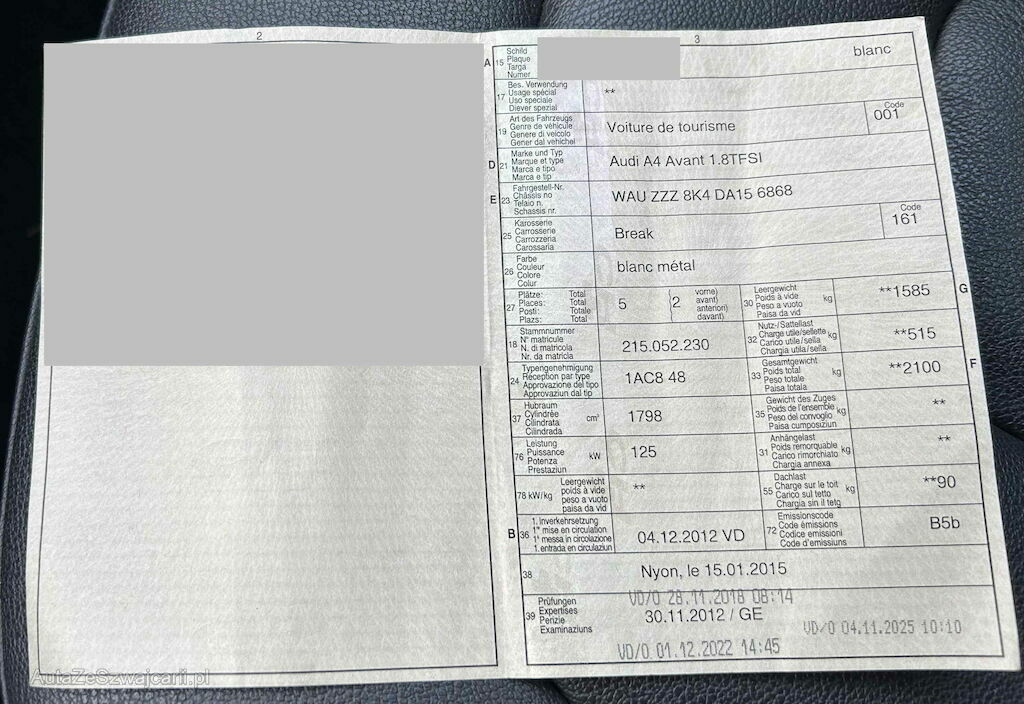 2
3
A 15 Schild
Plaque
Targa
Numer
blanc
17 Bes. Verwendung
Usage spécial
Uso speciale
Diever spezial
**
19 Art des Fahrzeugs
Genre de véhicule
Genere di veicolo
Gener dal vehichel
Voiture de tourisme
Code
001
D 21 Marke und Typ
Marque et type
Marca e tipo
Marca e tip
Audi A4 Avant 1.8TFSI
E 23 Fahrgestell-Nr.
Châssis no
Telaio n.
Schassis nr.
WAU ZZZ 8K4 DA15 6868
25 Karosserie
Carrosserie
Carrozzeria
Carossaria
Break
Code
161
26 Farbe
Couleur
Colore
Colur
blanc métal
27 Plätze: Total
Places: Total
Posti: Totale
Plazs: Total
5
(2 vorne)
avant)
anteriori)
davant)
30 Leergewicht
Poids à vide
Peso a vuoto
Paisa da vid
kg
**1585
G
18 Stammnummer
N° matricule
N. di matricola
Nr. da matricla
215.052.230
32 Nutz-/Sattellast
Charge utile/sellette
Carico utile/sella
Chargia utila/sella
kg
**515
24 Typengenehmigung
Réception par type
Approvazione del tipo
Approvaziun dal tip
1AC8 48
33 Gesamtgewicht
Poids total
Peso totale
Paisa totala
kg
**2100
F
37 Hubraum
Cylindrée
Cilindrata
Cilindrada
cm³
1798
35 Gewicht des Zuges
Poids de l'ensemble
Peso del convoglio
Paisa cumposiziun
kg
**
76 Leistung
Puissance
Potenza
Prestaziun
kW
125
31 Anhängelast
Poids remorquable
Carico rimorchiato
Chargia annexa
kg
**
78 kW/kg Leergewicht
poids à vide
peso a vuoto
paisa da vid
**
55 Dachlast
Charge sur le toit
Carico sul tetto
Chargia sin il tetg
kg
**90
B 36 1. Inverkehrsetzung
1re mise en circulation
1a messa in circolazione
1. entrada en circulaziun
04.12.2012 VD
72 Emissionscode
Code émissions
Codice emissioni
Code d'emissiuns
B5b
38
Nyon, le 15.01.2015
39 Prüfungen
Expertises
Perizie
Examinaziuns
VD/O 28.11.2018 08:14
30.11.2012 / GE
VD/O 04.11.2025 10:10
VD/O 01.12.2022 14:45
AutaZeSzwajcarii.pl